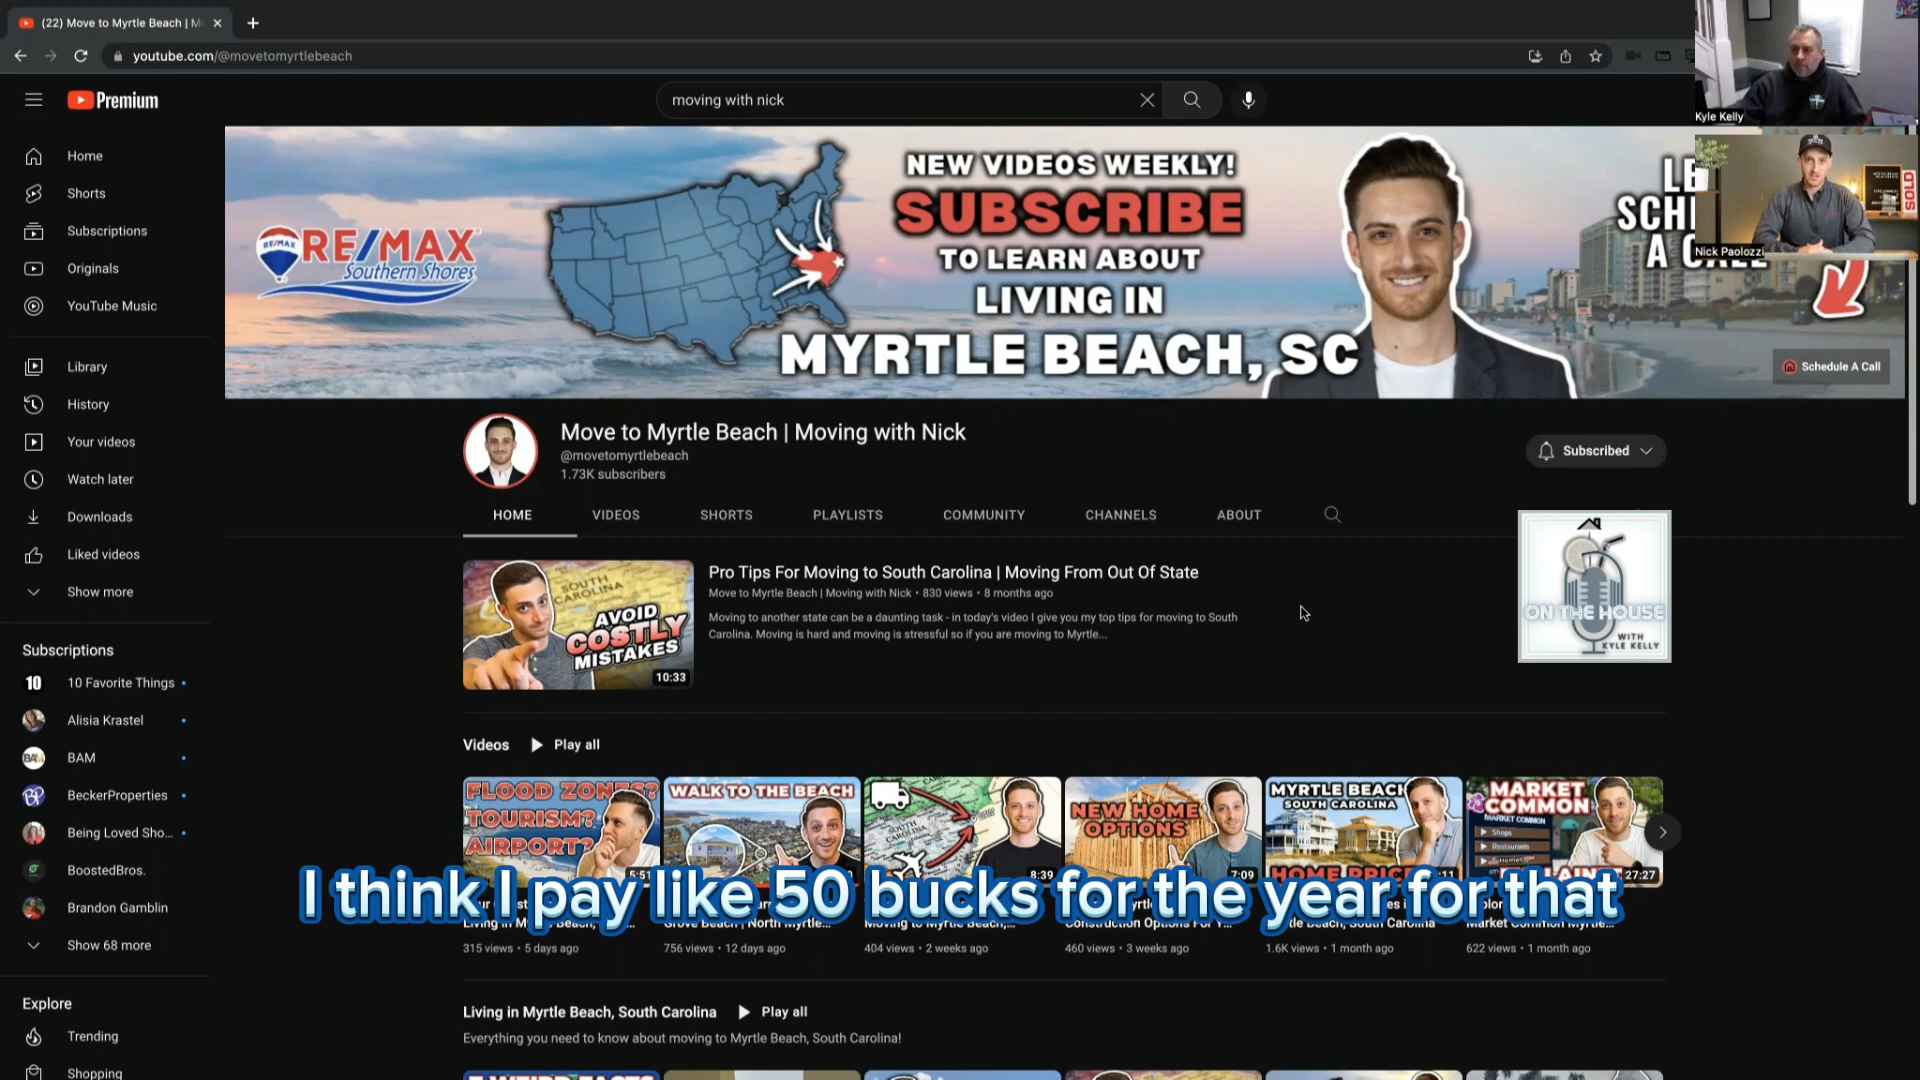 (22) Move to Myrtle Beach | M
youtube.com/@movetomyrtlebeach
Premium
moving with nick
Kyle Kelly
Nick Paolozzi
SOLD
Home
Shorts
Subscriptions
Originals
YouTube Music
Library
History
Your videos
Watch later
Downloads
Liked videos
Show more
Subscriptions
10 Favorite Things
Alisia Krastel
BAM
BeckerProperties
Being Loved Sho...
BoostedBros.
Brandon Gamblin
Show 68 more
Explore
Trending
Shopping
RE/MAX
RE/MAX
Southern Shores
NEW VIDEOS WEEKLY!
SUBSCRIBE
TO LEARN ABOUT
LIVING IN
MYRTLE BEACH, SC
LE
SCH
A C
Schedule A Call
Move to Myrtle Beach | Moving with Nick
@movetomyrtlebeach
1.73K subscribers
Subscribed
HOME
VIDEOS
SHORTS
PLAYLISTS
COMMUNITY
CHANNELS
ABOUT
SOUTH
CAROLINA
AVOID
COSTLY
MISTAKES
10:33
Pro Tips For Moving to South Carolina | Moving From Out Of State
Move to Myrtle Beach | Moving with Nick • 830 views • 8 months ago
Moving to another state can be a daunting task - in today's video I give you my top tips for moving to South
Carolina. Moving is hard and moving is stressful so if you are moving to Myrtle...
ON THE HOUSE
WITH
KYLE KELLY
Videos
Play all
FLOOD ZONES?
TOURISM?
AIRPORT?
WALK TO THE BEACH
SOUTH
CAROLINA
8:39
NEW HOME
OPTIONS
7:09
MYRTLE BEACH
SOUTH CAROLINA
MARKET
COMMON
MARKET COMMON
Shops
Restaurants
Homes
27:27
I think I pay like 50 bucks for the year for that
315 views • 5 days ago
756 views • 12 days ago
404 views • 2 weeks ago
460 views • 3 weeks ago
1.6K views • 1 month ago
622 views • 1 month ago
Living in Myrtle Beach, South Carolina
Play all
Everything you need to know about moving to Myrtle Beach, South Carolina!